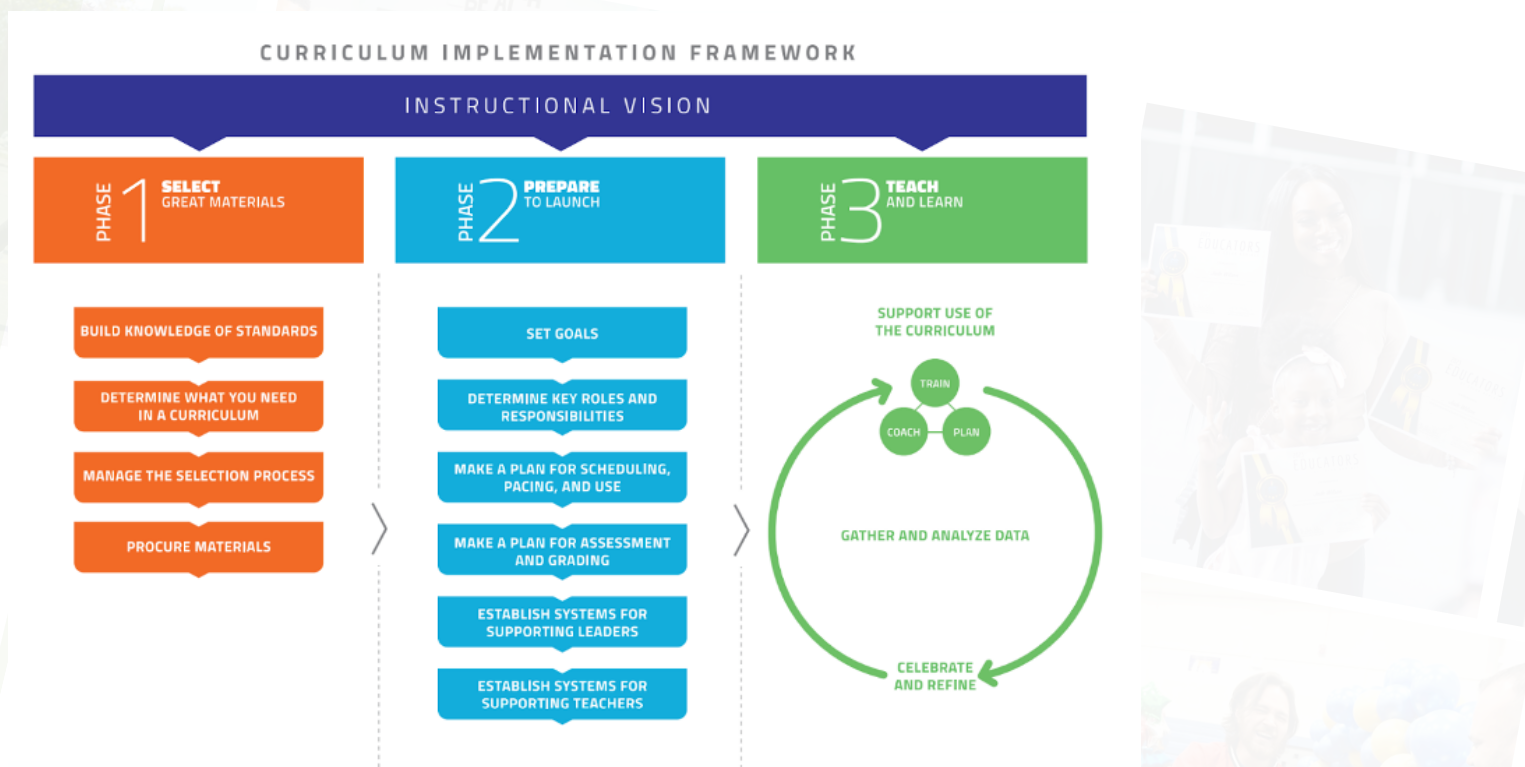 CURRICULUM IMPLEMENTATION FRAMEWORK
INSTRUCTIONAL VISION
PHASE 1 SELECT
GREAT MATERIALS
PHASE 2 PREPARE
TO LAUNCH
PHASE 3 TEACH
AND LEARN
BUILD KNOWLEDGE OF STANDARDS
DETERMINE WHAT YOU NEED
IN A CURRICULUM
MANAGE THE SELECTION PROCESS
PROCURE MATERIALS
SET GOALS
DETERMINE KEY ROLES AND
RESPONSIBILITIES
MAKE A PLAN FOR SCHEDULING,
PACING, AND USE
MAKE A PLAN FOR ASSESSMENT
AND GRADING
ESTABLISH SYSTEMS FOR
SUPPORTING LEADERS
ESTABLISH SYSTEMS FOR
SUPPORTING TEACHERS
SUPPORT USE OF
THE CURRICULUM
TRAIN
COACH
PLAN
GATHER AND ANALYZE DATA
CELEBRATE
AND REFINE
EDUCATORS
EDUCATORS